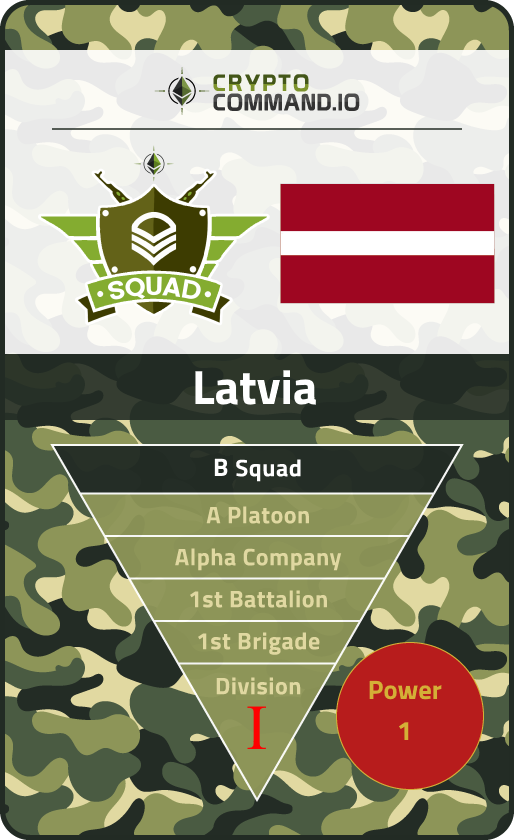 CRYPTO
COMMAND.IO
SQUAD
Latvia
B Squad
A Platoon
Alpha Company
1st Battalion
1st Brigade
Division
I
Power
1